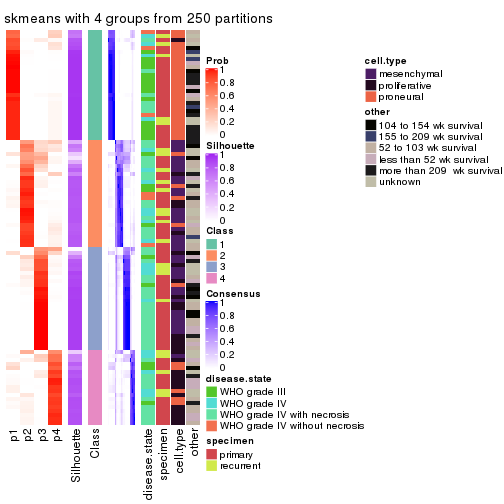 skmeans with 4 groups from 250 partitions
Prob
1
0.8
0.6
0.4
0.2
0
Silhouette
1
0.8
0.6
0.4
0.2
0
Class
1
2
3
4
Consensus
1
0.8
0.6
0.4
0.2
0
disease.state
WHO grade III
WHO grade IV
WHO grade IV with necrosis
WHO grade IV without necrosis
specimen
primary
recurrent
cell.type
mesenchymal
proliferative
proneural
other
104 to 154 wk survival
155 to 209 wk survival
52 to 103 wk survival
less than 52 wk survival
more than 209  wk survival
unknown
p1
p2
p3
p4
Silhouette
Class
disease.state
specimen
cell.type
other